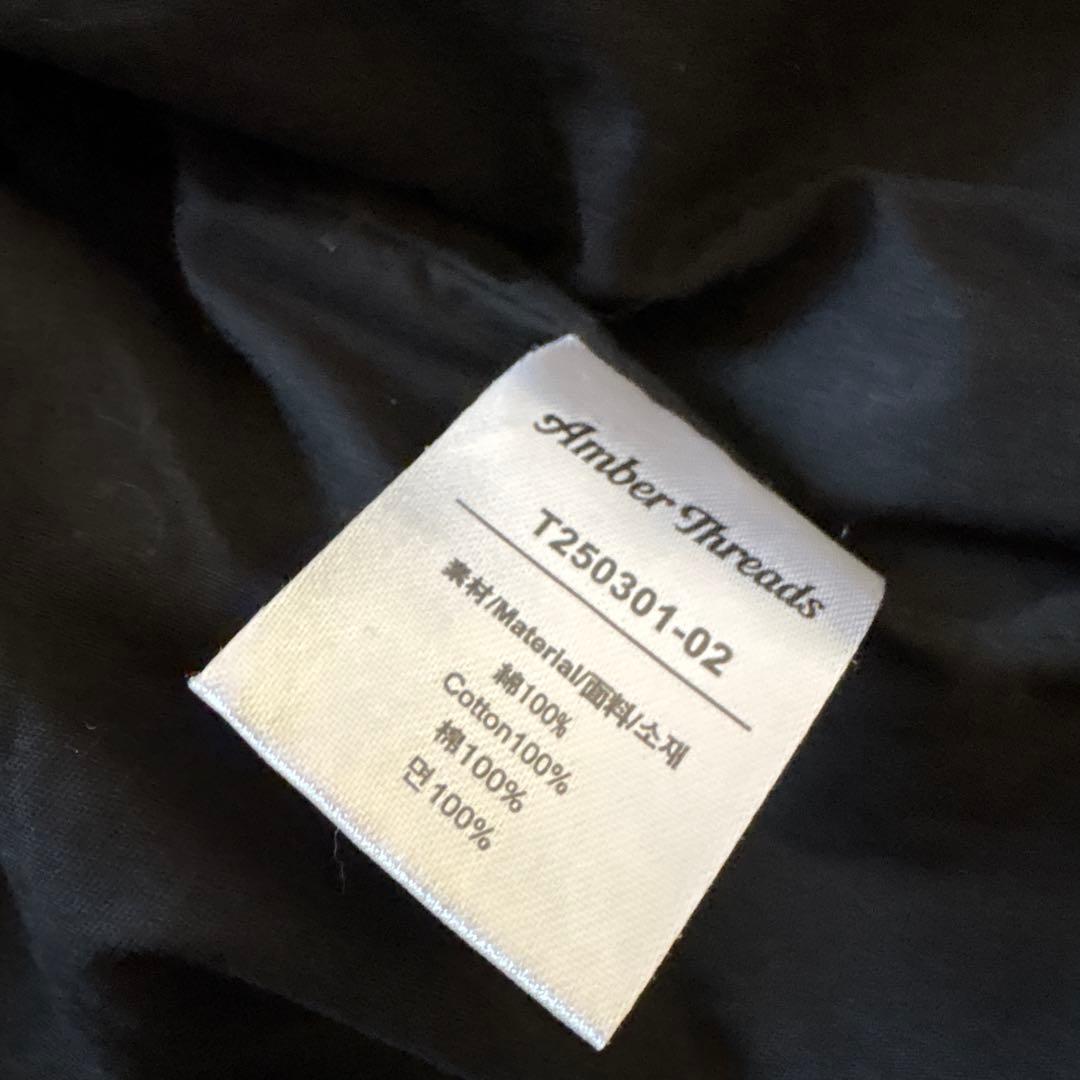 Amber Threads
T250301-02
素材/Material/面料/소재
綿100%
Cotton100%
棉100%
면100%